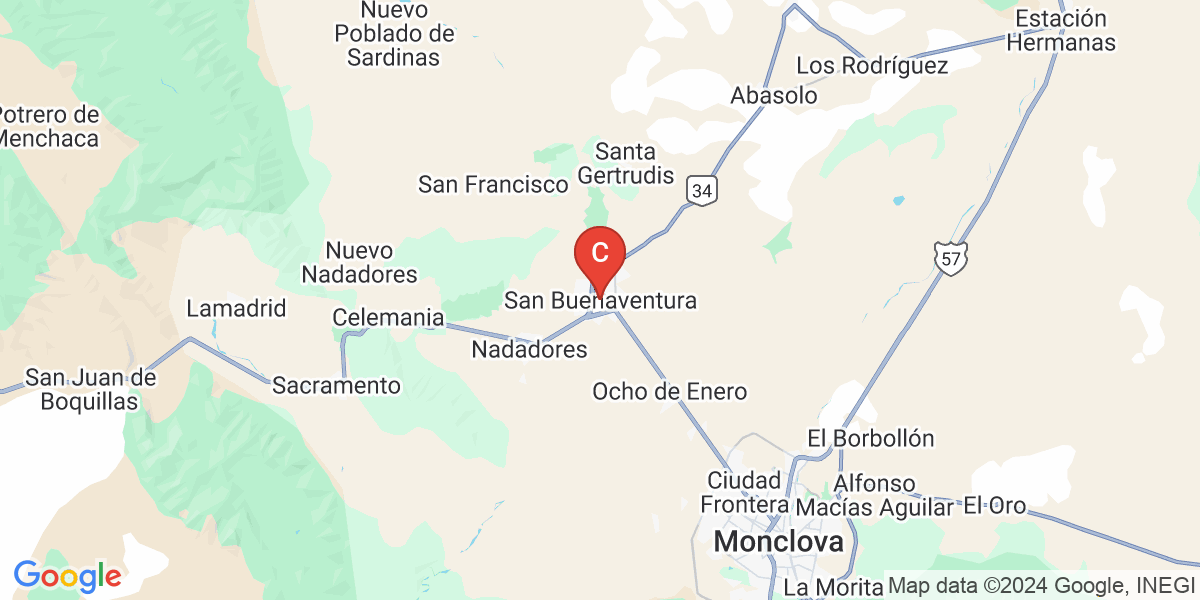 Nuevo
Poblado de
Sardinas
Estación
Hermanas
Los Rodríguez
Abasolo
Potrero de
Menchaca
Santa
Gertrudis
San Francisco
34
Nuevo
Nadadores
C
57
Lamadrid
San Buenaventura
Celemania
Nadadores
San Juan de
Boquillas
Sacramento
Ocho de Enero
El Borbollón
Ciudad
Frontera
Alfonso
Macías Aguilar
El Oro
Monclova
La Morita
Google
Map data ©2024 Google, INEGI